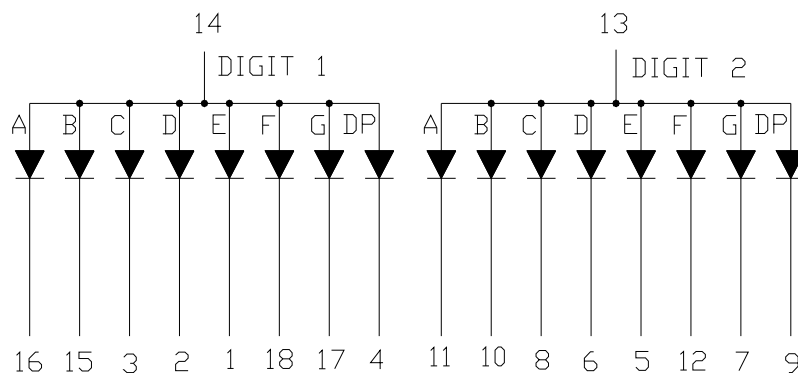 14 13
DIGIT 1 DIGIT 2
A B C D E F G DP A B C D E F G DP
16 15 3 2 1 18 17 4 11 10 8 6 5 12 7 9